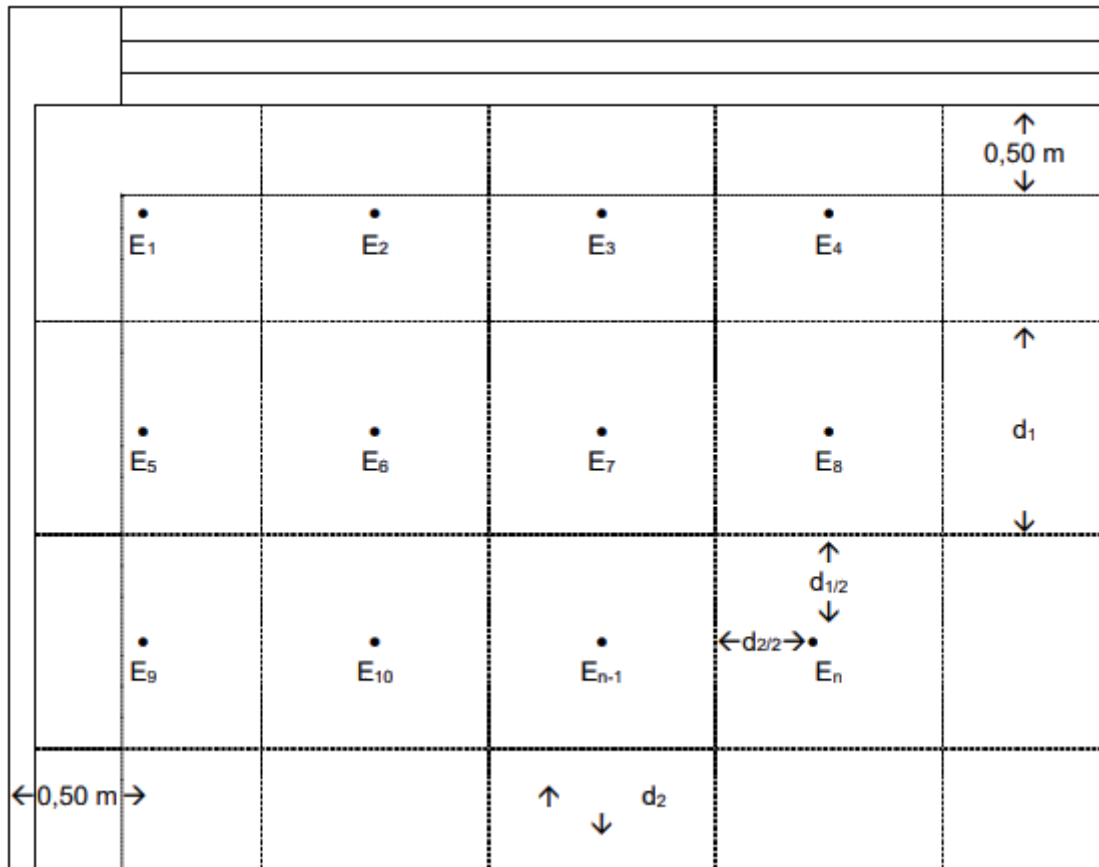 0,50 m
E1 E2 E3 E4
d1
E5 E6 E7 E8
d1/2
d2/2
E9 E10 En-1 En
0,50 m d2